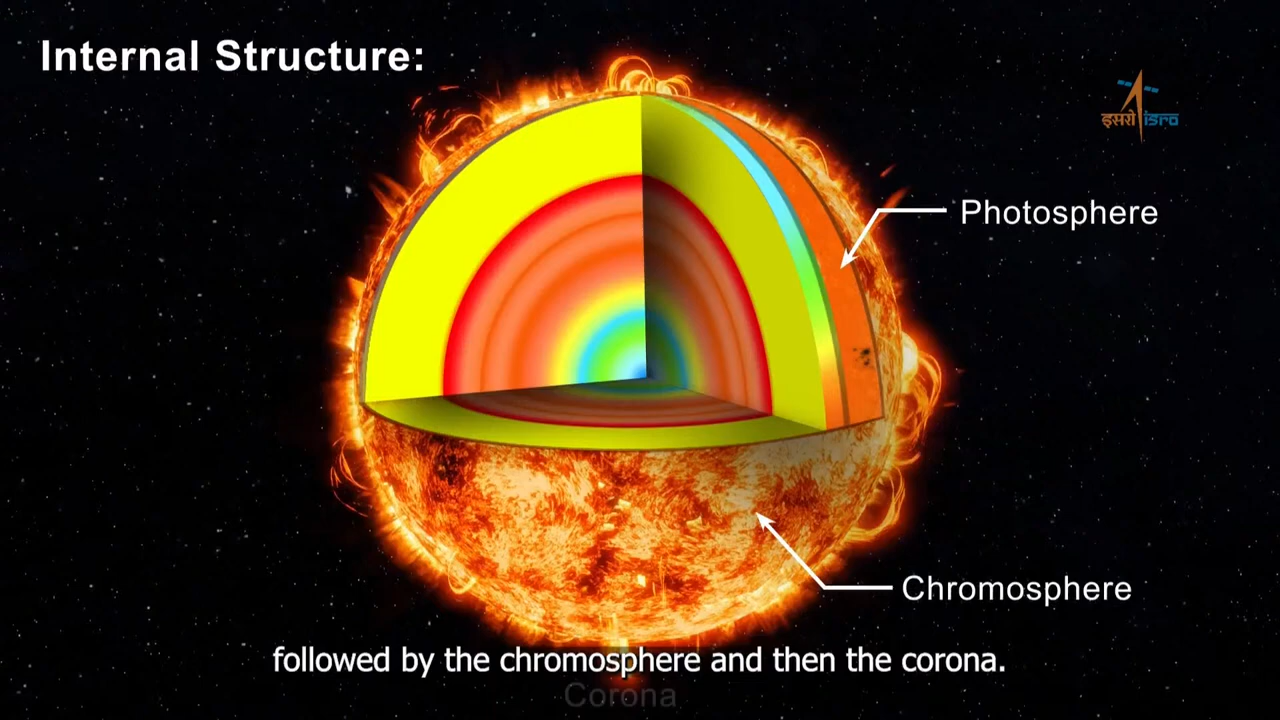 Internal Structure:
इसरो isro
Photosphere
Chromosphere
followed by the chromosphere and then the corona.
Corona